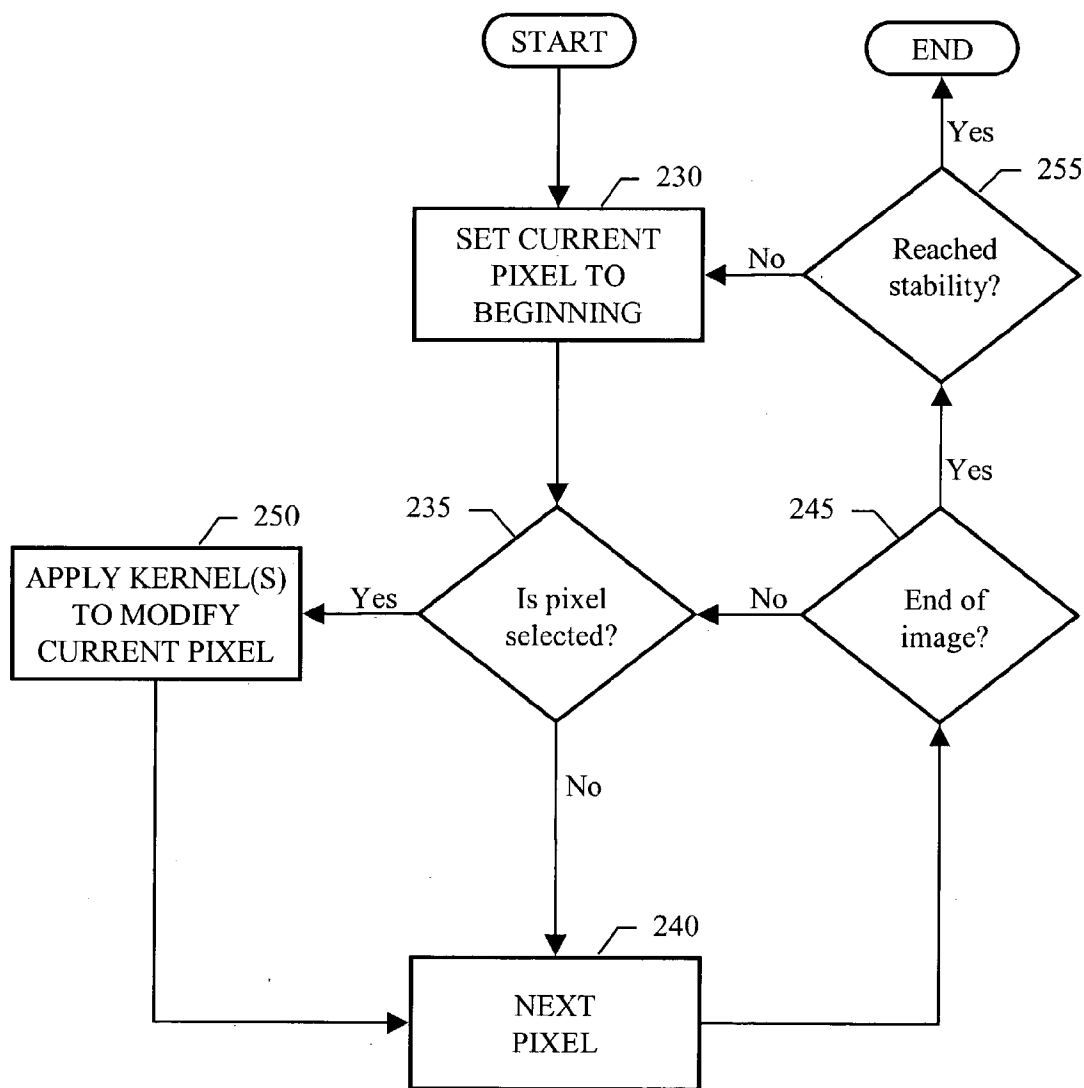 START
END
Yes
230
255
SET CURRENT
PIXEL TO
BEGINNING
No
Reached
stability?
Yes
235
245
250
APPLY KERNEL(S)
TO MODIFY
CURRENT PIXEL
Yes
Is pixel
selected?
No
End of
image?
No
240
NEXT
PIXEL